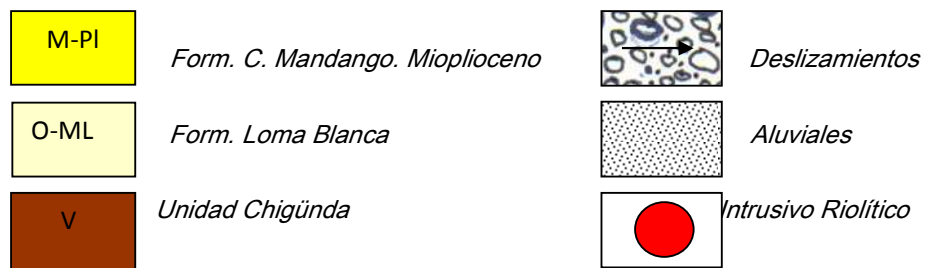 M-Pl Form. C. Mandango. Mioplioceno Deslizamientos
O-ML Form. Loma Blanca Aluviales
V Unidad Chigünda Intrusivo Riolítico